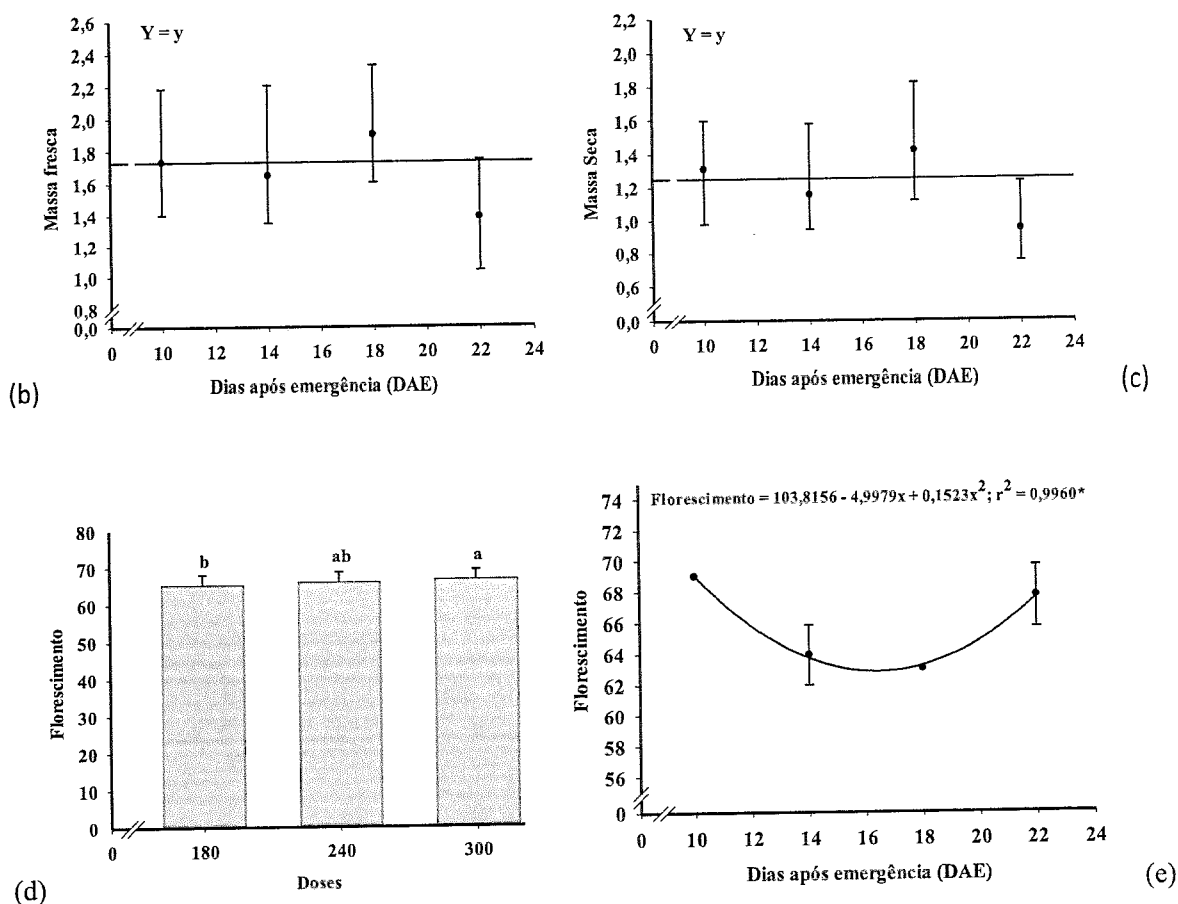 Y = y
Massa fresca
2,6
2,4
2,2
2,0
1,8
1,6
1,4
1,2
1,0
0,8
0,0
0 10 12 14 16 18 20 22 24
Dias após emergência (DAE)
(b)
Y = y
Massa Seca
2,2
2,0
1,8
1,6
1,4
1,2
1,0
0,8
0,6
0,0
0 10 12 14 16 18 20 22 24
Dias após emergência (DAE)
(c)
Florescimento
80
70
60
50
40
30
20
10
0
b ab a
0 180 240 300
Doses
(d)
Florescimento = 103,8156 - 4,9979x + 0,1523x²; r² = 0,9960*
Florescimento
74
72
70
68
66
64
62
60
58
56
0
0 10 12 14 16 18 20 22 24
Dias após emergência (DAE)
(e)